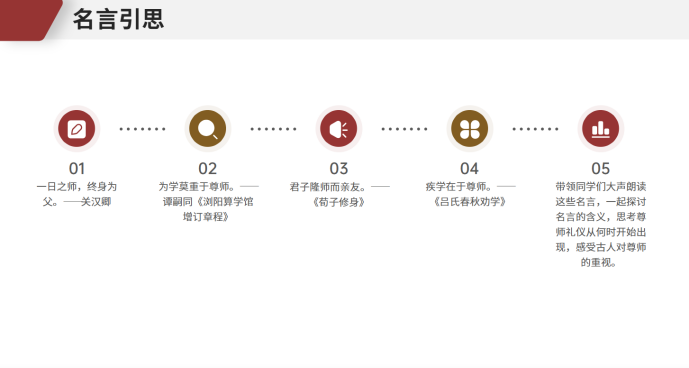 名言引思
01
一日之师，终身为
父。——关汉卿
02
为学莫重于尊师。——
谭嗣同《浏阳算学馆
增订章程》
03
君子隆师而亲友。——
《荀子修身》
04
疾学在于尊师。——
《吕氏春秋劝学》
05
带领同学们大声朗读
这些名言，一起探讨
名言的含义，思考尊
师礼仪从何时开始出
现，感受古人对尊师
的重视。